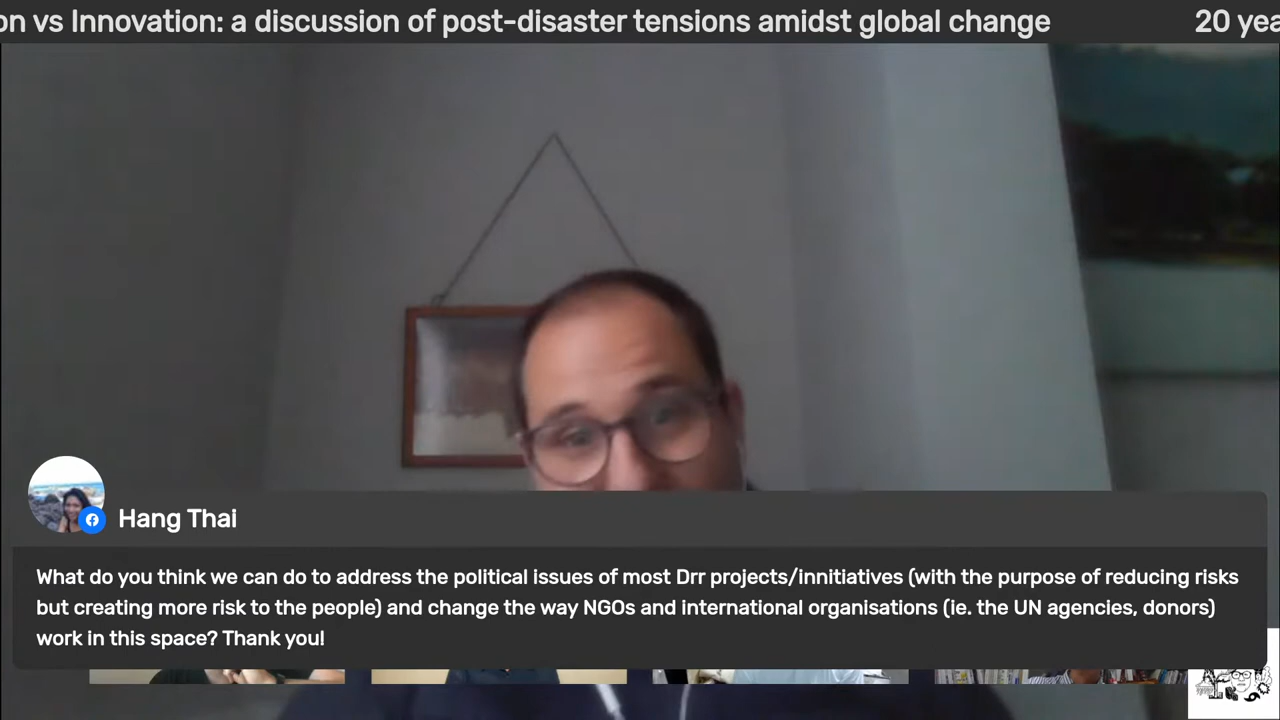 on vs Innovation: a discussion of post-disaster tensions amidst global change
20 yea
Hang Thai
What do you think we can do to address the political issues of most Drr projects/innitiatives (with the purpose of reducing risks
but creating more risk to the people) and change the way NGOs and international organisations (ie. the UN agencies, donors)
work in this space? Thank you!